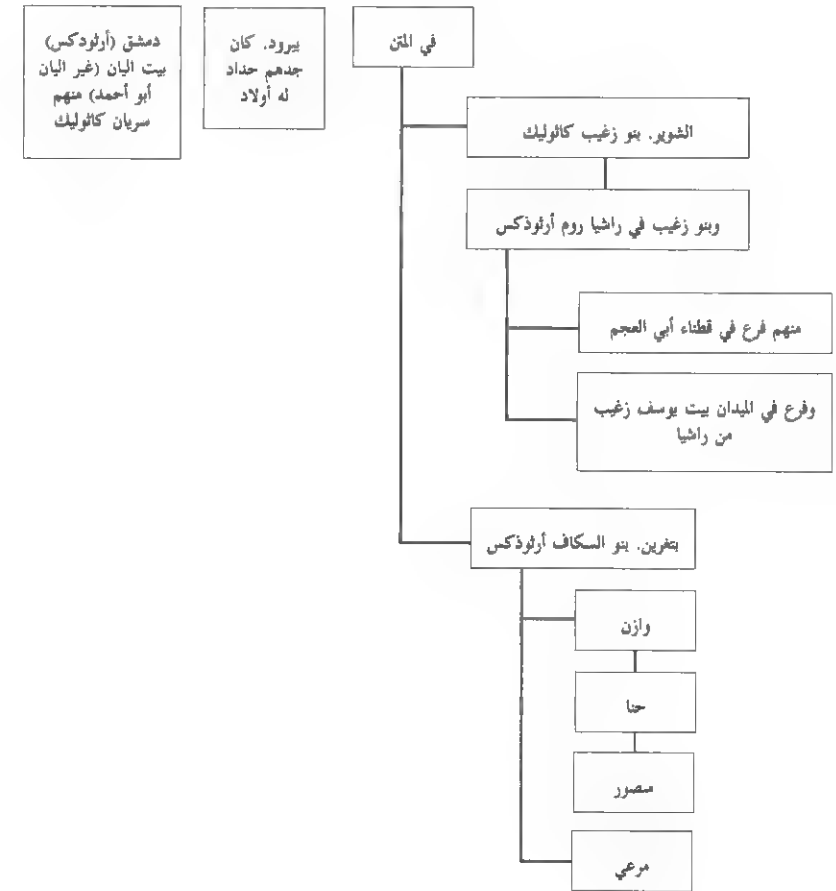 في المتن
يبرود. كان
جدهم حداد
له أولاد
دمشق (أرثودكس)
بيت اليان (غير اليان
أبو أحمد) منهم
سريان كاثوليك
الشوير. بنو زغيب كاثوليك
وبنو زغيب في راشيا روم أرثوذكس
منهم فرع في قطناء أبي العجم
وفرع في الميدان بيت يوسف زغيب
من راشيا
بتغرين. بنو السكاف أرثوذكس
وازن
حنا
منصور
مرعي